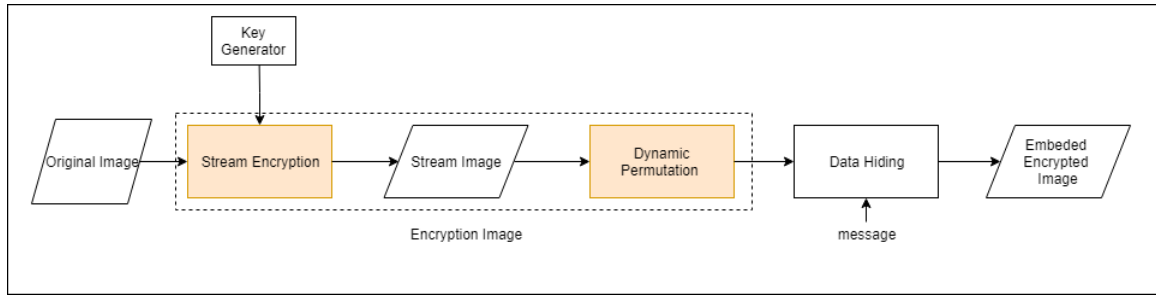 Key
Generator
Original Image
Stream Encryption
Stream Image
Dynamic
Permutation
Data Hiding
Embeded
Encrypted
Image
Encryption Image
message